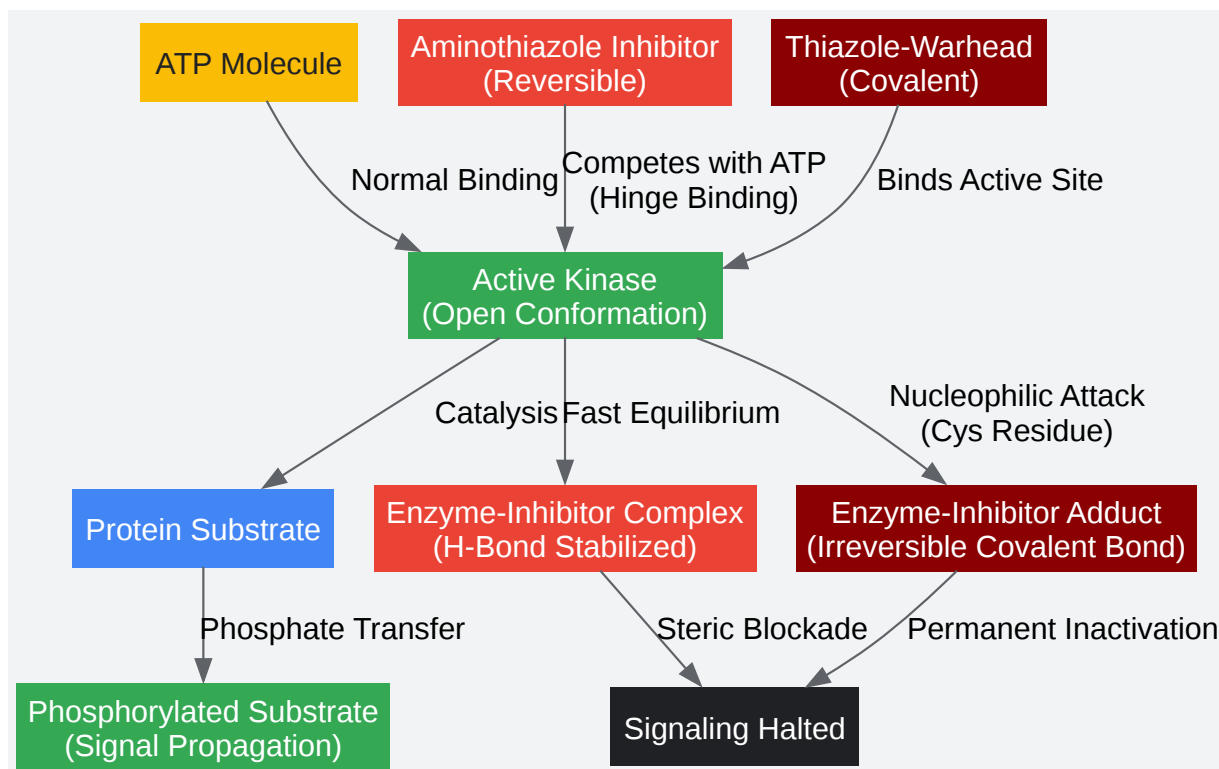 ATP Molecule
Aminothiazole Inhibitor
(Reversible)
Thiazole-Warhead
(Covalent)
Normal Binding
Competes with ATP
(Hinge Binding)
Binds Active Site
Active Kinase
(Open Conformation)
Catalysis
Fast Equilibrium
Nucleophilic Attack
(Cys Residue)
Protein Substrate
Enzyme-Inhibitor Complex
(H-Bond Stabilized)
Enzyme-Inhibitor Adduct
(Irreversible Covalent Bond)
Phosphate Transfer
Steric Blockade
Permanent Inactivation
Phosphorylated Substrate
(Signal Propagation)
Signaling Halted